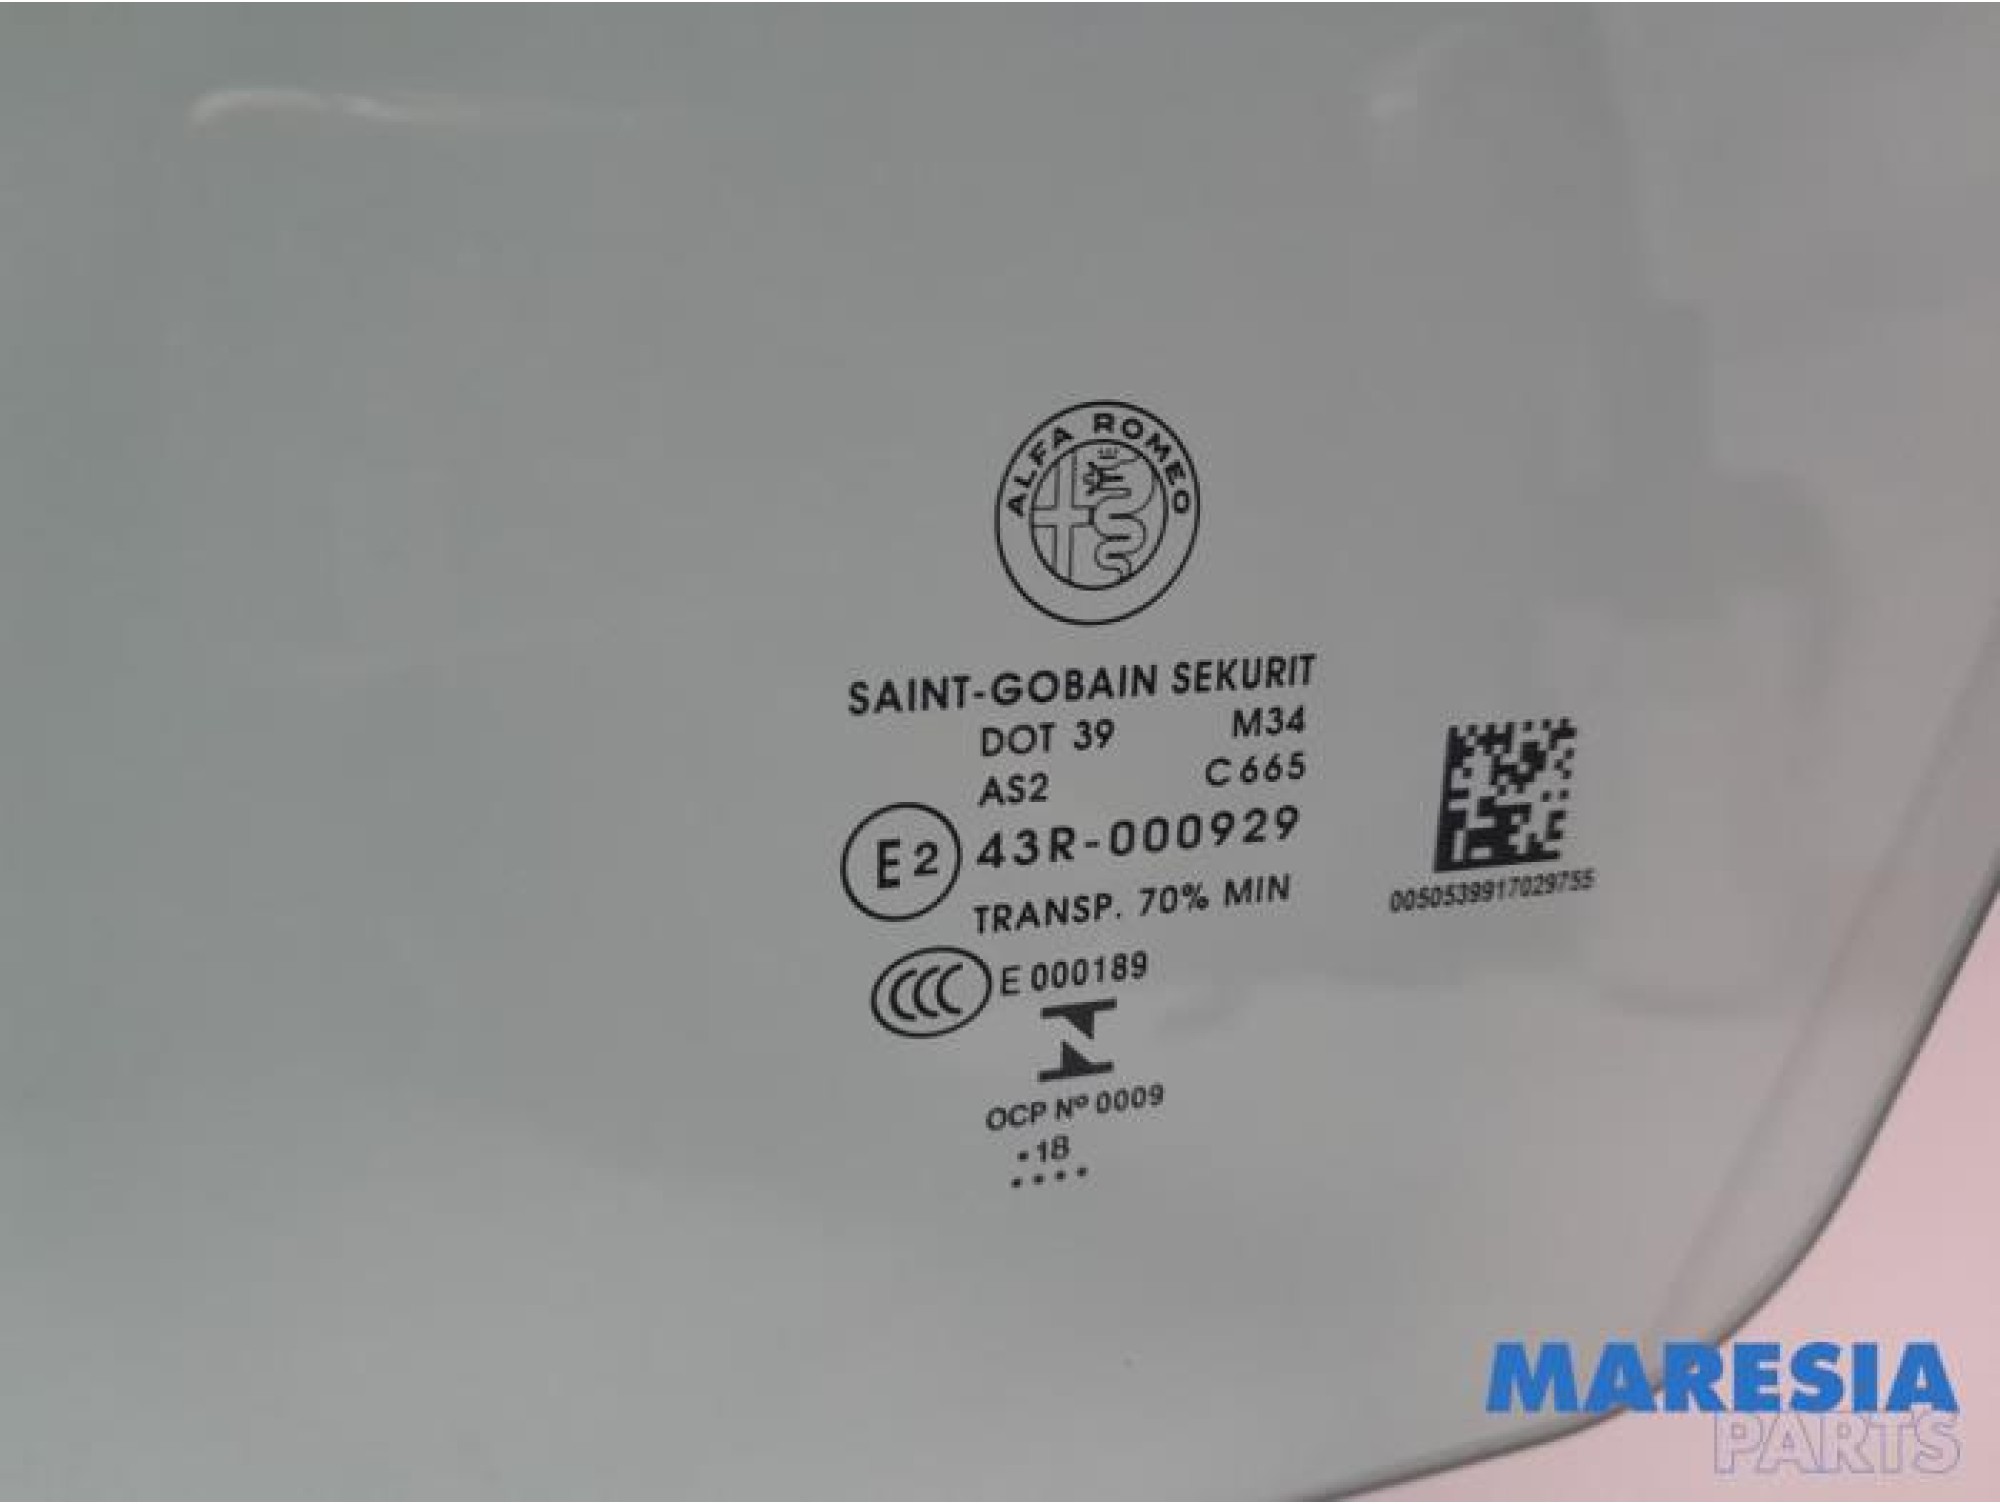 ALFA ROMEO
SAINT-GOBAIN SEKURIT
DOT 39 M34
AS2 C665
E2 43R-000929
TRANSP. 70% MIN
CCC E 000189
OCP Nº 0009
•18
• • • •
0050539917029755
MARESIA
PARTS